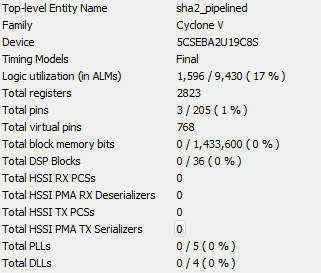 Top-level Entity Name sha2_pipelined
Family Cyclone V
Device 5CSEBA2U19C8S
Timing Models Final
Logic utilization (in ALMs) 1,596 / 9,430 ( 17 % )
Total registers 2823
Total pins 3 / 205 ( 1 % )
Total virtual pins 768
Total block memory bits 0 / 1,433,600 ( 0 % )
Total DSP Blocks 0 / 36 ( 0 % )
Total HSSI RX PCSs 0
Total HSSI PMA RX Deserializers 0
Total HSSI TX PCSs 0
Total HSSI PMA TX Serializers 0
Total PLLs 0 / 5 ( 0 % )
Total DLLs 0 / 4 ( 0 % )